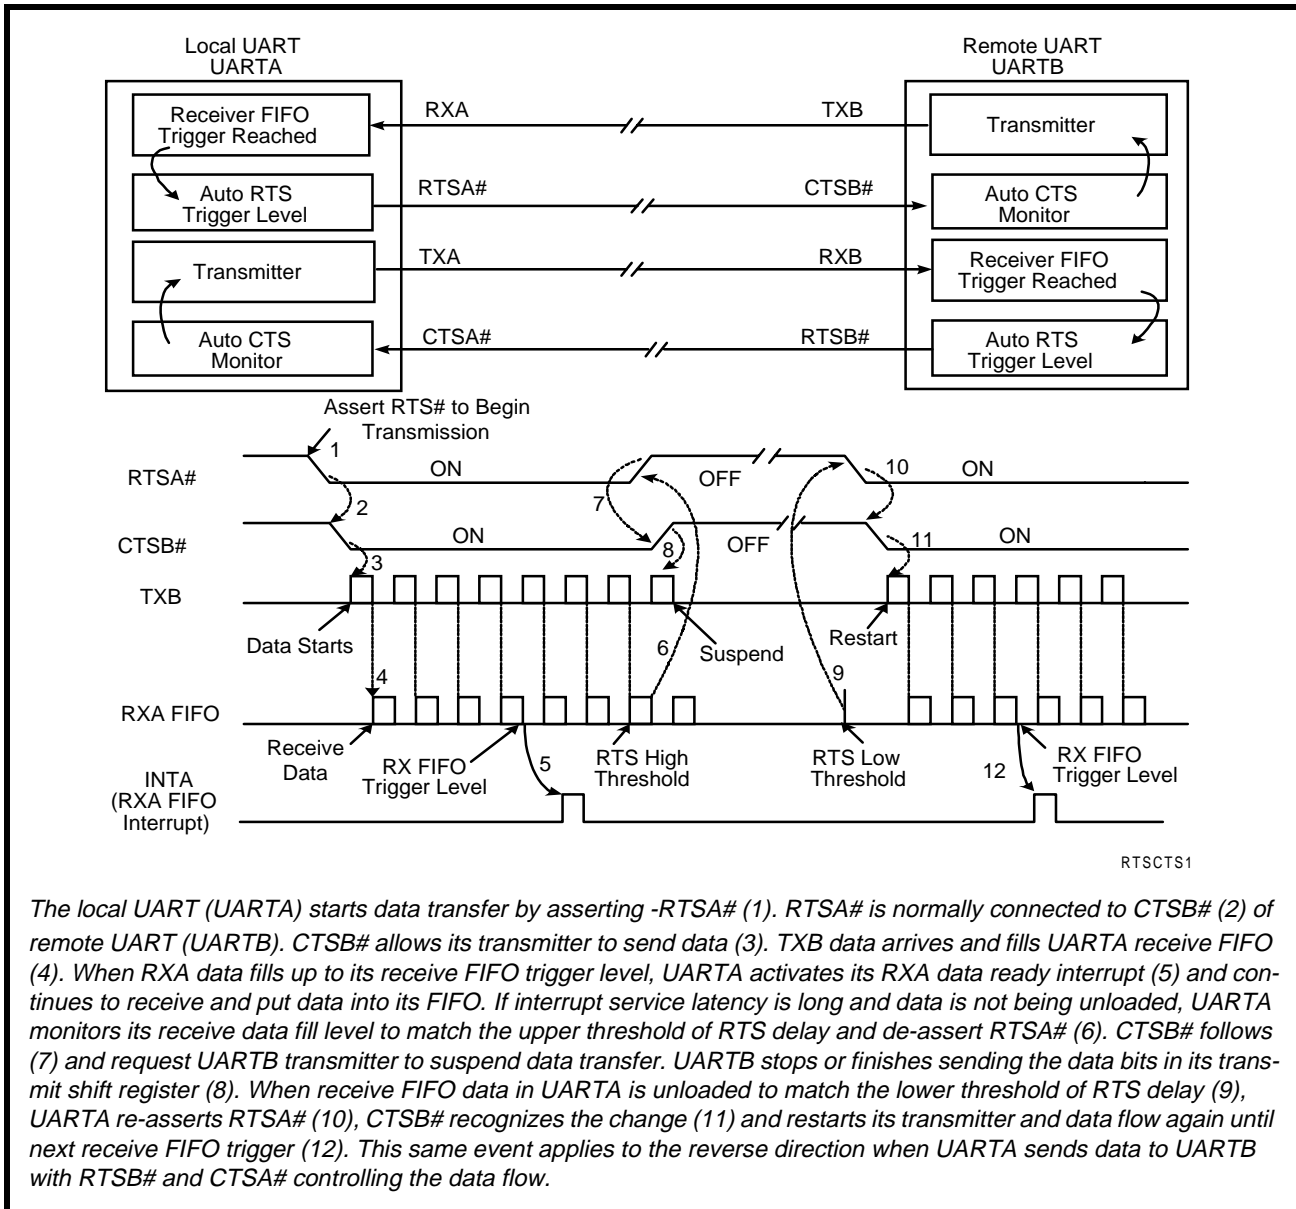 Local UART
UARTA
Remote UART
UARTB
Receiver FIFO
Trigger Reached
RXA
TXB
Transmitter
Auto RTS
Trigger Level
RTSA#
CTSB#
Auto CTS
Monitor
Transmitter
TXA
RXB
Receiver FIFO
Trigger Reached
Auto CTS
Monitor
CTSA#
RTSB#
Auto RTS
Trigger Level
Assert RTS# to Begin
Transmission
RTSA#
1
ON
7
OFF
10
ON
2
CTSB#
ON
8
OFF
11
ON
3
TXB
Data Starts
6
Suspend
Restart
4
9
RXA FIFO
Receive
Data
RX FIFO
Trigger Level
5
RTS High
Threshold
RTS Low
Threshold
12
RX FIFO
Trigger Level
INTA
(RXA FIFO
Interrupt)
RTSCTS1
The local UART (UARTA) starts data transfer by asserting -RTSA# (1). RTSA# is normally connected to CTSB# (2) of
remote UART (UARTB). CTSB# allows its transmitter to send data (3). TXB data arrives and fills UARTA receive FIFO
(4). When RXA data fills up to its receive FIFO trigger level, UARTA activates its RXA data ready interrupt (5) and con-
tinues to receive and put data into its FIFO. If interrupt service latency is long and data is not being unloaded, UARTA
monitors its receive data fill level to match the upper threshold of RTS delay and de-assert RTSA# (6). CTSB# follows
(7) and request UARTB transmitter to suspend data transfer. UARTB stops or finishes sending the data bits in its trans-
mit shift register (8). When receive FIFO data in UARTA is unloaded to match the lower threshold of RTS delay (9),
UARTA re-asserts RTSA# (10), CTSB# recognizes the change (11) and restarts its transmitter and data flow again until
next receive FIFO trigger (12). This same event applies to the reverse direction when UARTA sends data to UARTB
with RTSB# and CTSA# controlling the data flow.